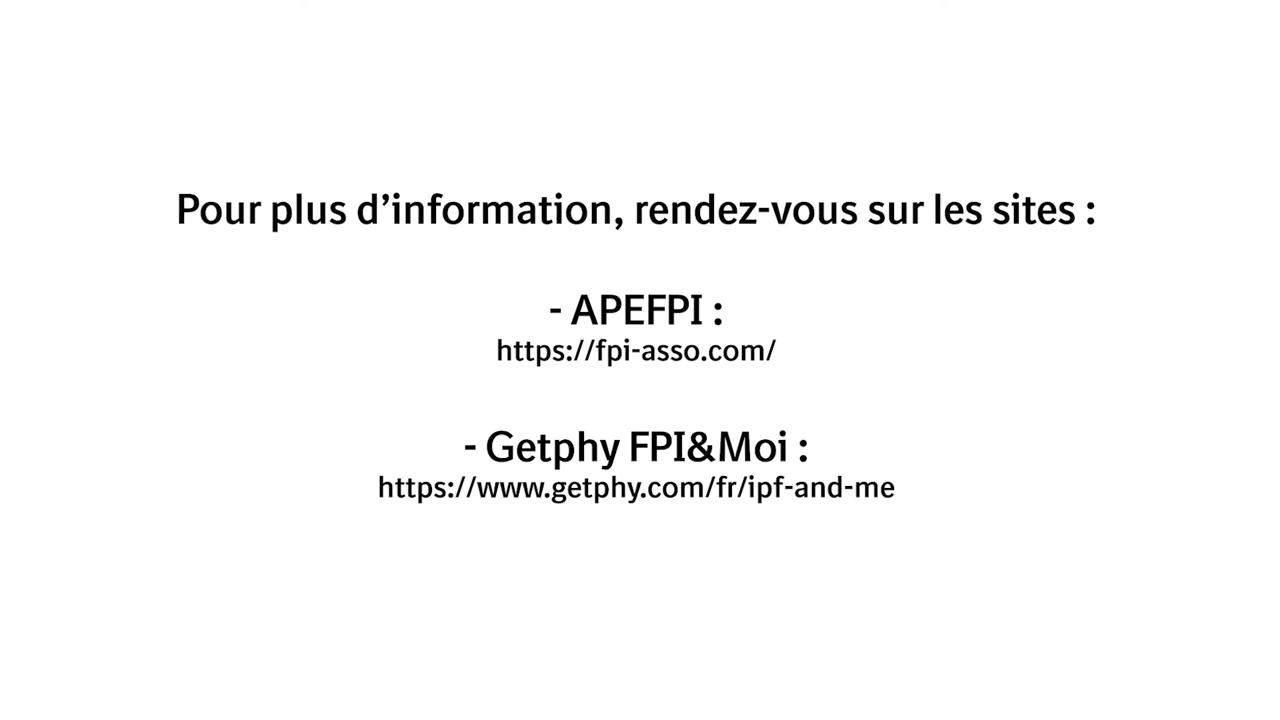 Pour plus d’information, rendez-vous sur les sites :
- APEFPI :
https://fpi-asso.com/
- Getphy FPI&Moi :
https://www.getphy.com/fr/ipf-and-me